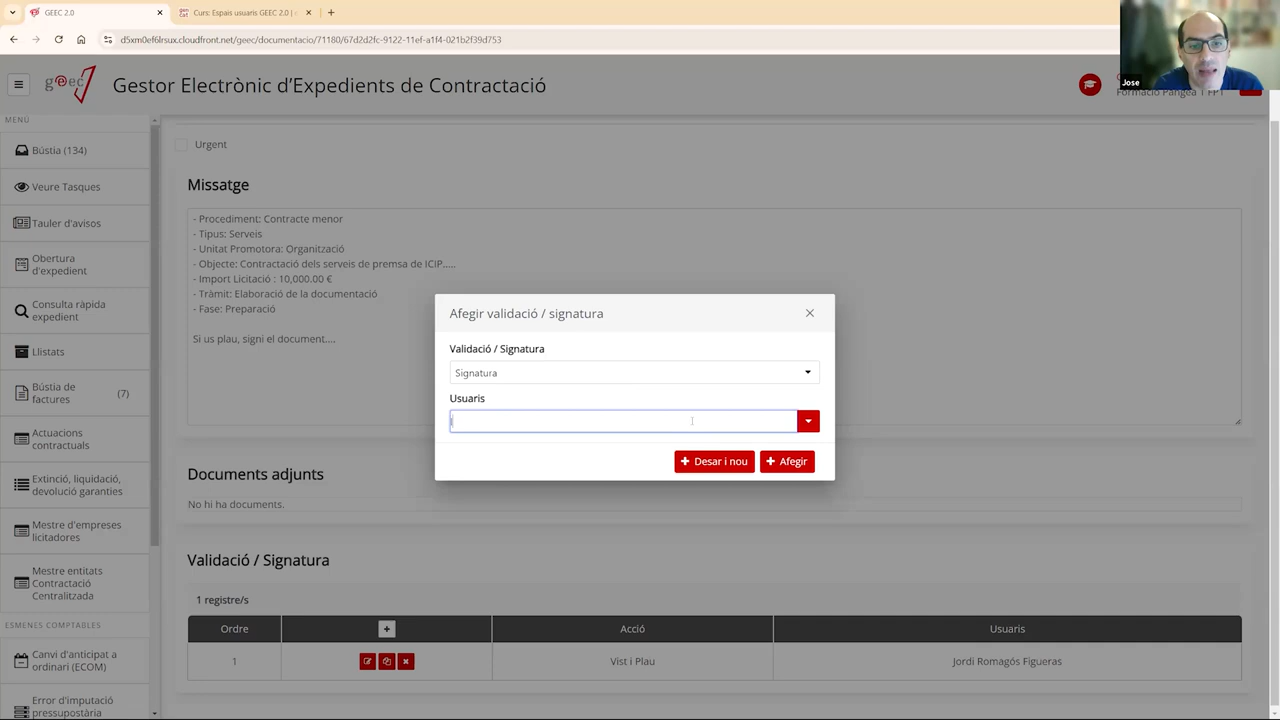 GEEC 2.0
Curs: Espais usuaris GEEC 2.0 | 
d5xm0ef6lrsux.cloudfront.net/geec/documentacio/71180/67d2d2fc-9122-11ef-a1f4-021b2f39d753
Jose
geec
Gestor Electrònic d'Expedients de Contractació
Formació Pangea 1 FP1
MENÚ
Bústia (134)
Veure Tasques
Tauler d'avisos
Obertura
d'expedient
Consulta ràpida
expedient
Llistats
Bústia de
factures
(7)
Actuacions
contractuals
Extinció, liquidació,
devolució garanties
Mestre d'empreses
licitadores
Mestre entitats
Contractació
Centralitzada
ESMENES COMPTABLES
Canvi d'anticipat a
ordinari (ECOM)
Error d'imputació
pressupostària
Urgent
Missatge
- Procediment: Contracte menor
- Tipus: Serveis
- Unitat Promotora: Organització
- Objecte: Contractació dels serveis de premsa de ICIP.....
- Import Licitació : 10,000.00 €
- Tràmit: Elaboració de la documentació
- Fase: Preparació
Si us plau, signi el document....
Afegir validació / signatura
Validació / Signatura
Signatura
Usuaris
Desar i nou
Afegir
Documents adjunts
No hi ha documents.
Validació / Signatura
1 registre/s
Ordre
Acció
Usuaris
1
Vist i Plau
Jordi Romagós Figueras